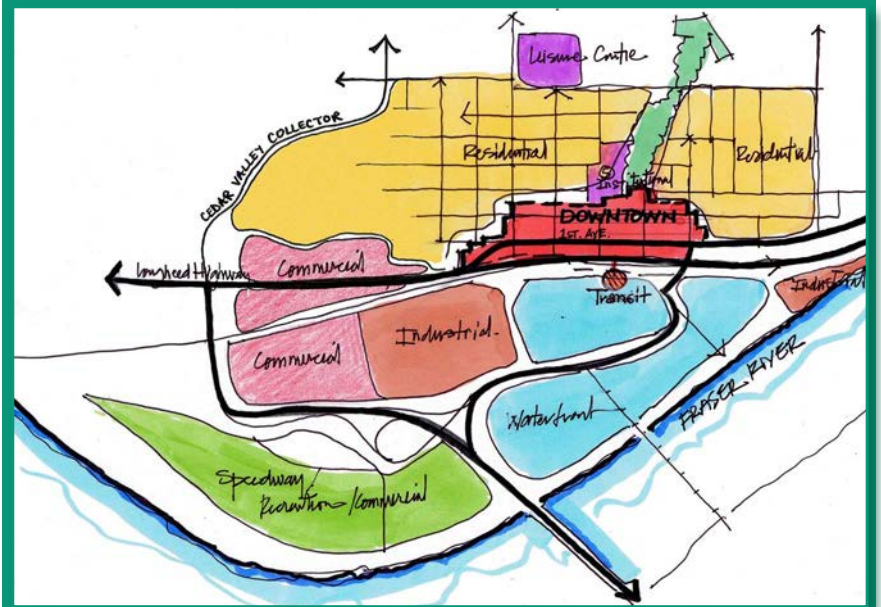 Leisure Centre
CEDAR VALLEY COLLECTOR
Residential
Residential
Institutional
DOWNTOWN
1ST. AVE.
Lougheed Highway
Commercial
Transit
Industrial
Industrial
Commercial
Waterfront
FRASER RIVER
Speedway
Recreation/Commercial